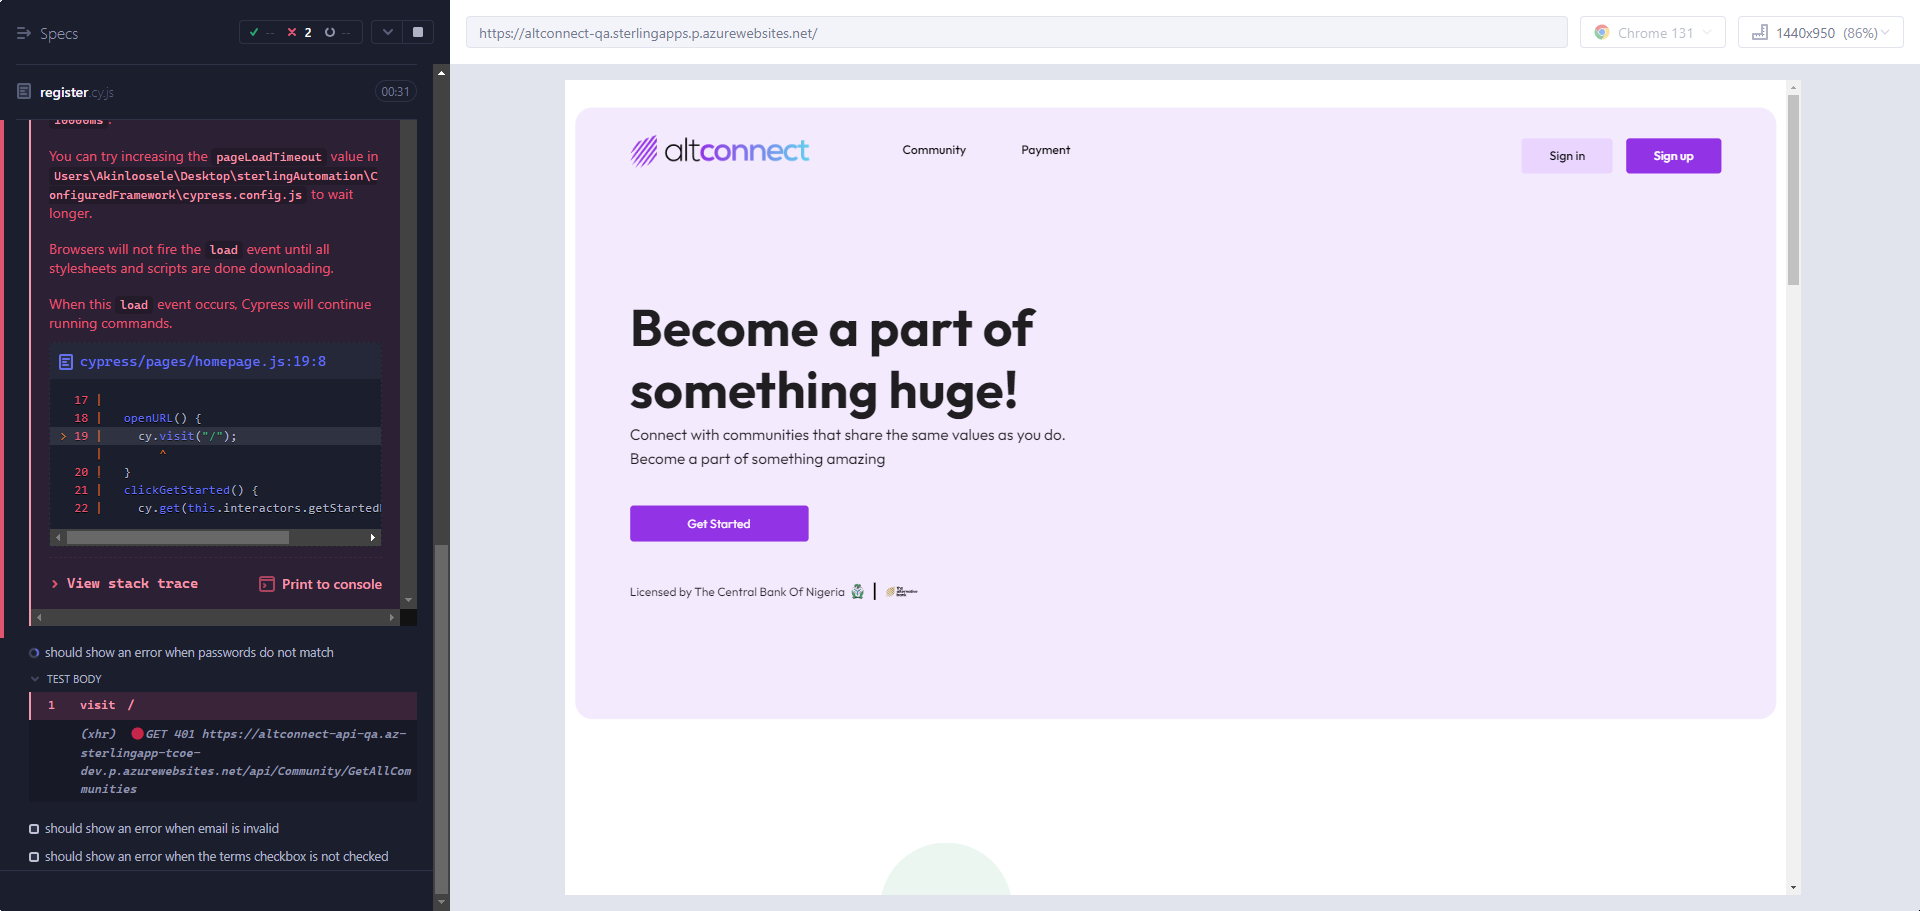 Specs
--
2
--
register.cy.js
00:31
10000ms.
You can try increasing the pageLoadTimeout value in
Users\Akinloosele\Desktop\sterlingAutomation\C
onfiguredFramework\cypress.config.js to wait
longer.
Browsers will not fire the load event until all
stylesheets and scripts are done downloading.
When this load event occurs, Cypress will continue
running commands.
cypress/pages/homepage.js:19:8
17 |
18 | openURL() {
> 19 | cy.visit("/");
| ^
20 | }
21 | clickGetStarted() {
22 | cy.get(this.interactors.getStarted
> View stack trace
Print to console
should show an error when passwords do not match
TEST BODY
1 visit /
(xhr) GET 401 https://altconnect-api-qa.az-
sterlingapp-tcoe-
dev.p.azurewebsites.net/api/Community/GetAllCom
munities
should show an error when email is invalid
should show an error when the terms checkbox is not checked
https://altconnect-qa.sterlingapps.p.azurewebsites.net/
Chrome 131
1440x950 (86%)
altconnect
Community
Payment
Sign in
Sign up
Become a part of
something huge!
Connect with communities that share the same values as you do.
Become a part of something amazing
Get Started
Licensed by The Central Bank Of Nigeria
the
alternative
bank